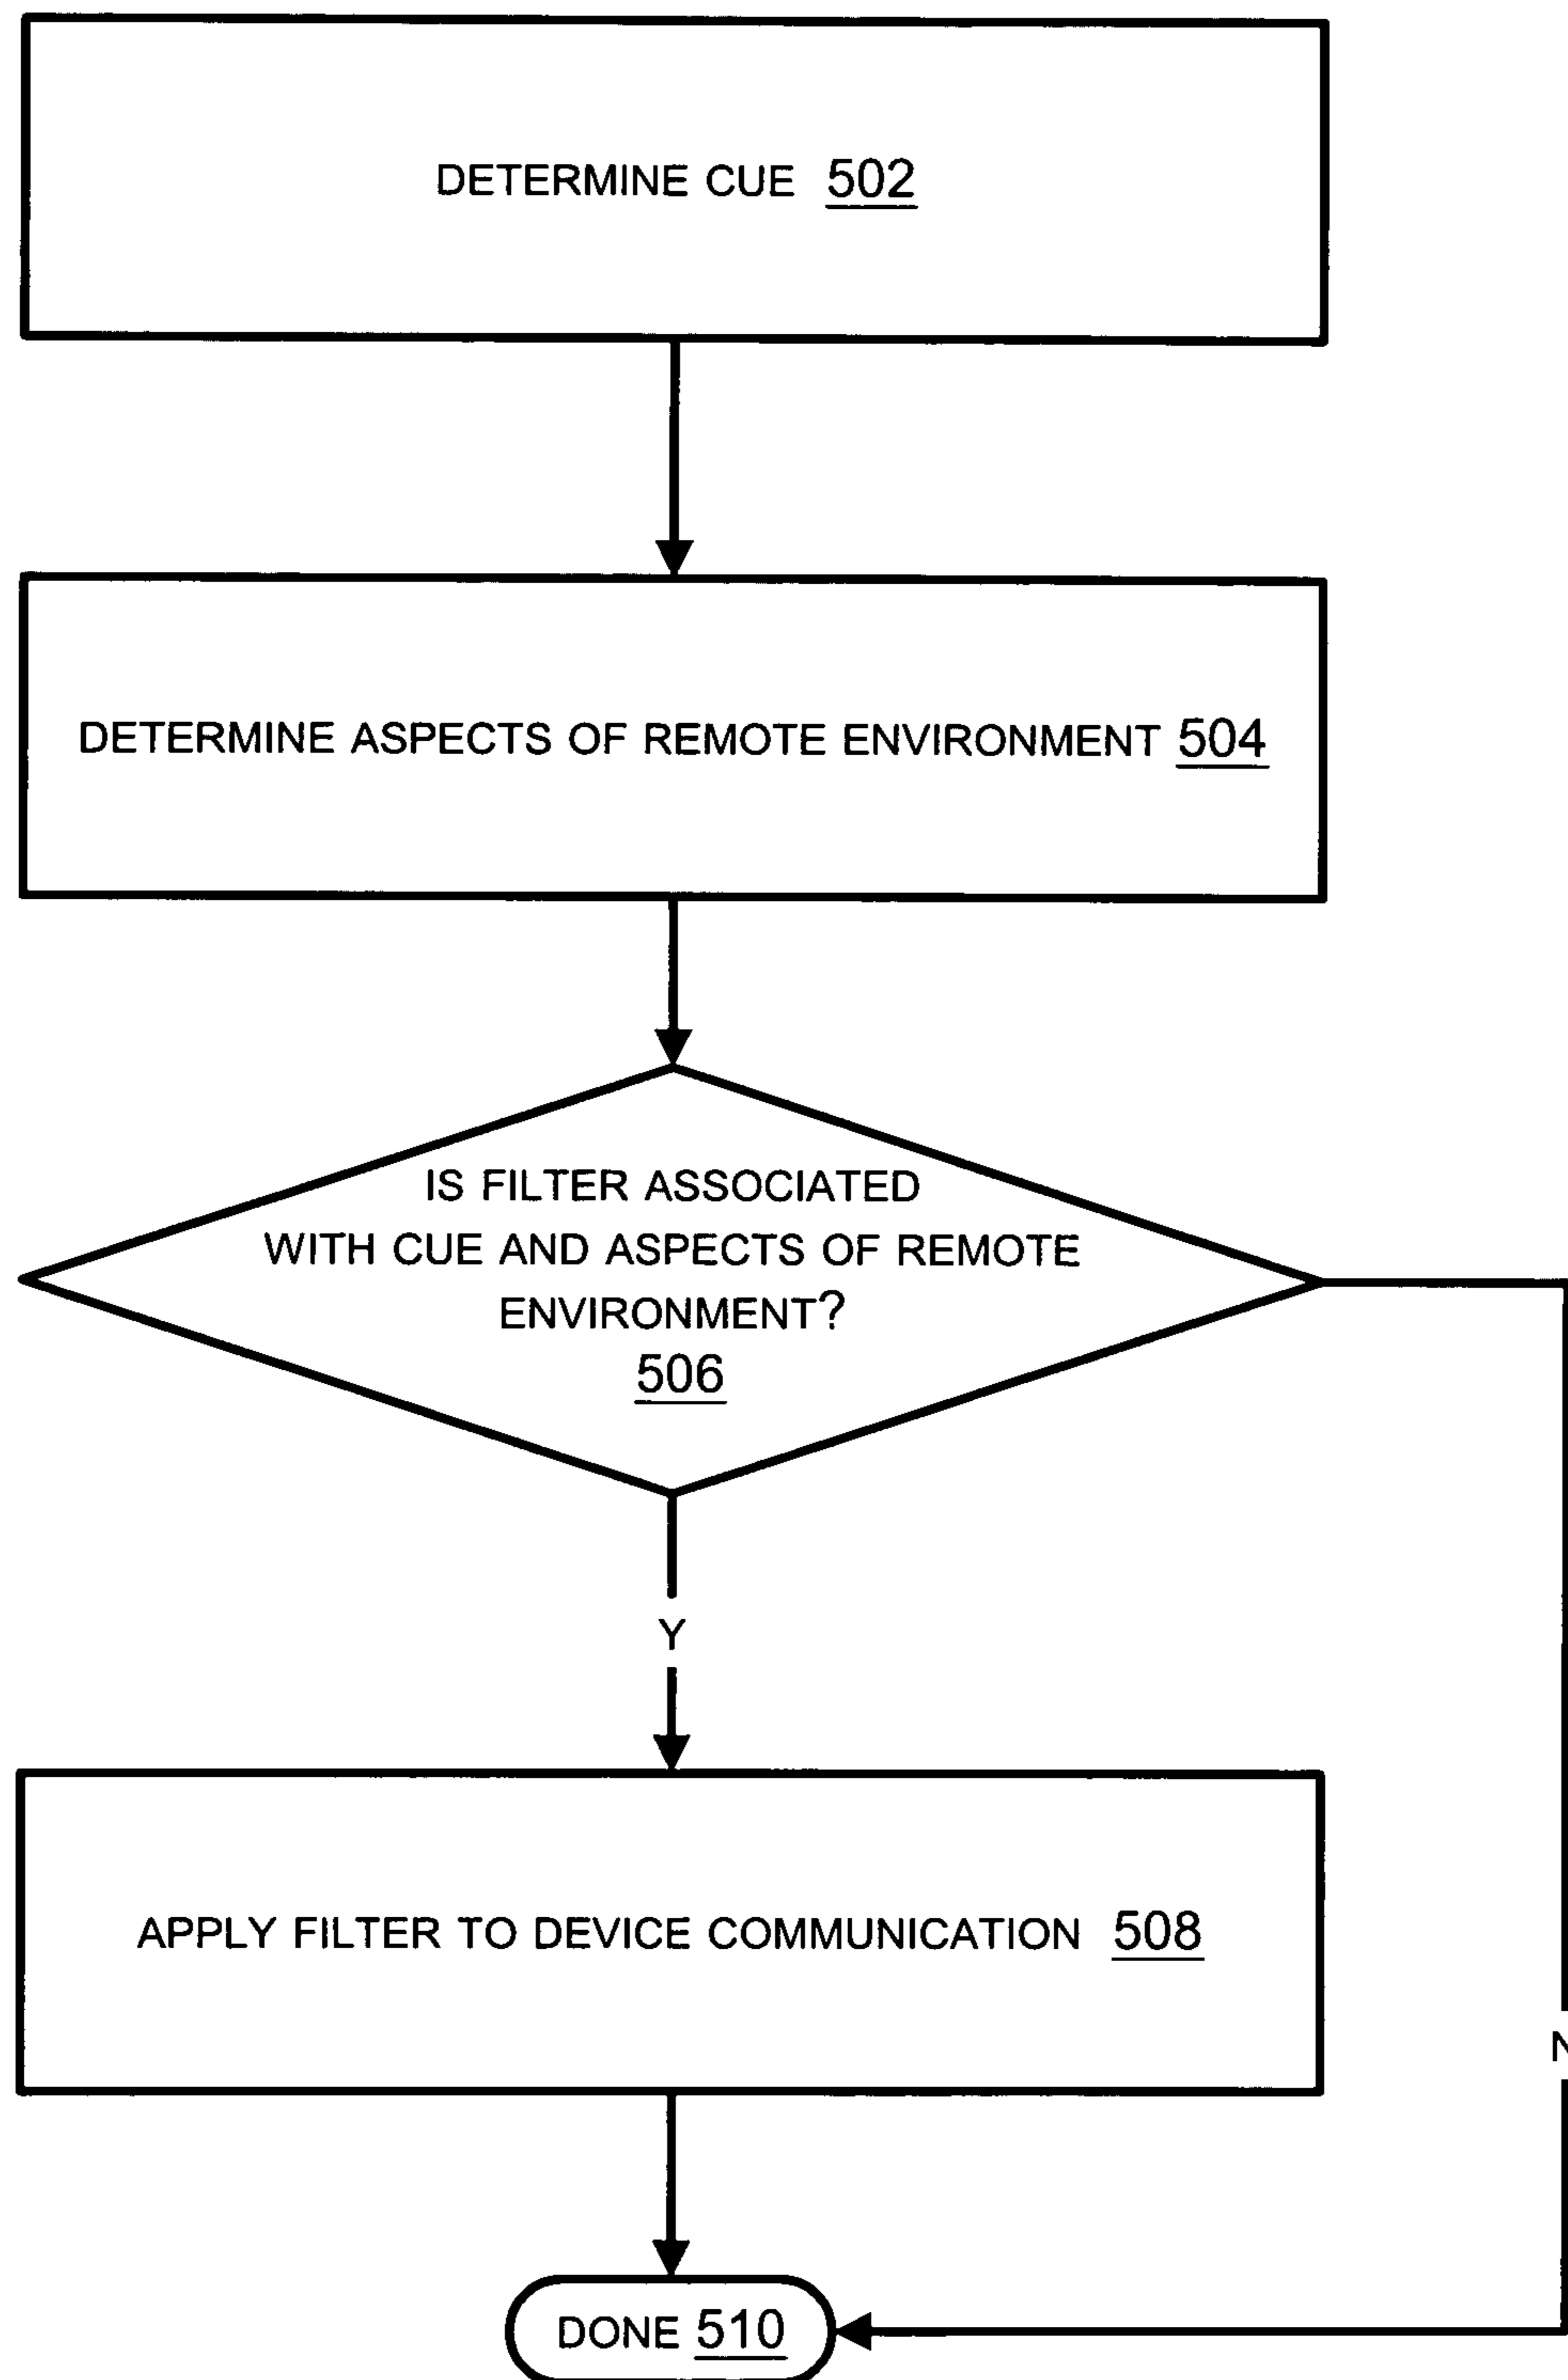 DETERMINE CUE 502
DETERMINE ASPECTS OF REMOTE ENVIRONMENT 504
IS FILTER ASSOCIATED
WITH CUE AND ASPECTS OF REMOTE
ENVIRONMENT?
506
Y
APPLY FILTER TO DEVICE COMMUNICATION 508
N
DONE 510